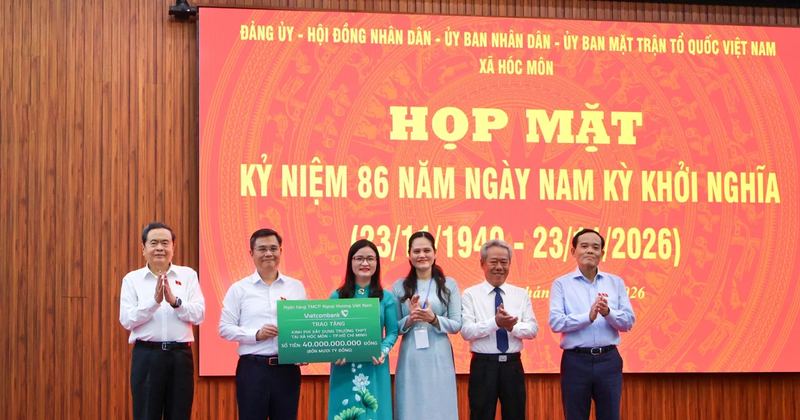 ĐẢNG ỦY - HỘI ĐỒNG NHÂN DÂN - ỦY BAN NHÂN DÂN - ỦY BAN MẶT TRẬN TỔ QUỐC VIỆT NAM
XÃ HÓC MÔN
HỌP MẶT
KỶ NIỆM 86 NĂM NGÀY NAM KỲ KHỞI NGHĨA
(23/11/1940 - 23/11/2026)
Ngân hàng TMCP Ngoại thương Việt Nam
Vietcombank
TRAO TẶNG
KINH PHÍ XÂY DỰNG TRƯỜNG THPT
TẠI XÃ HÓC MÔN - TP HỒ CHÍ MINH
SỐ TIỀN: 40.000.000.000 ĐỒNG
(BỐN MƯƠI TỶ ĐỒNG)